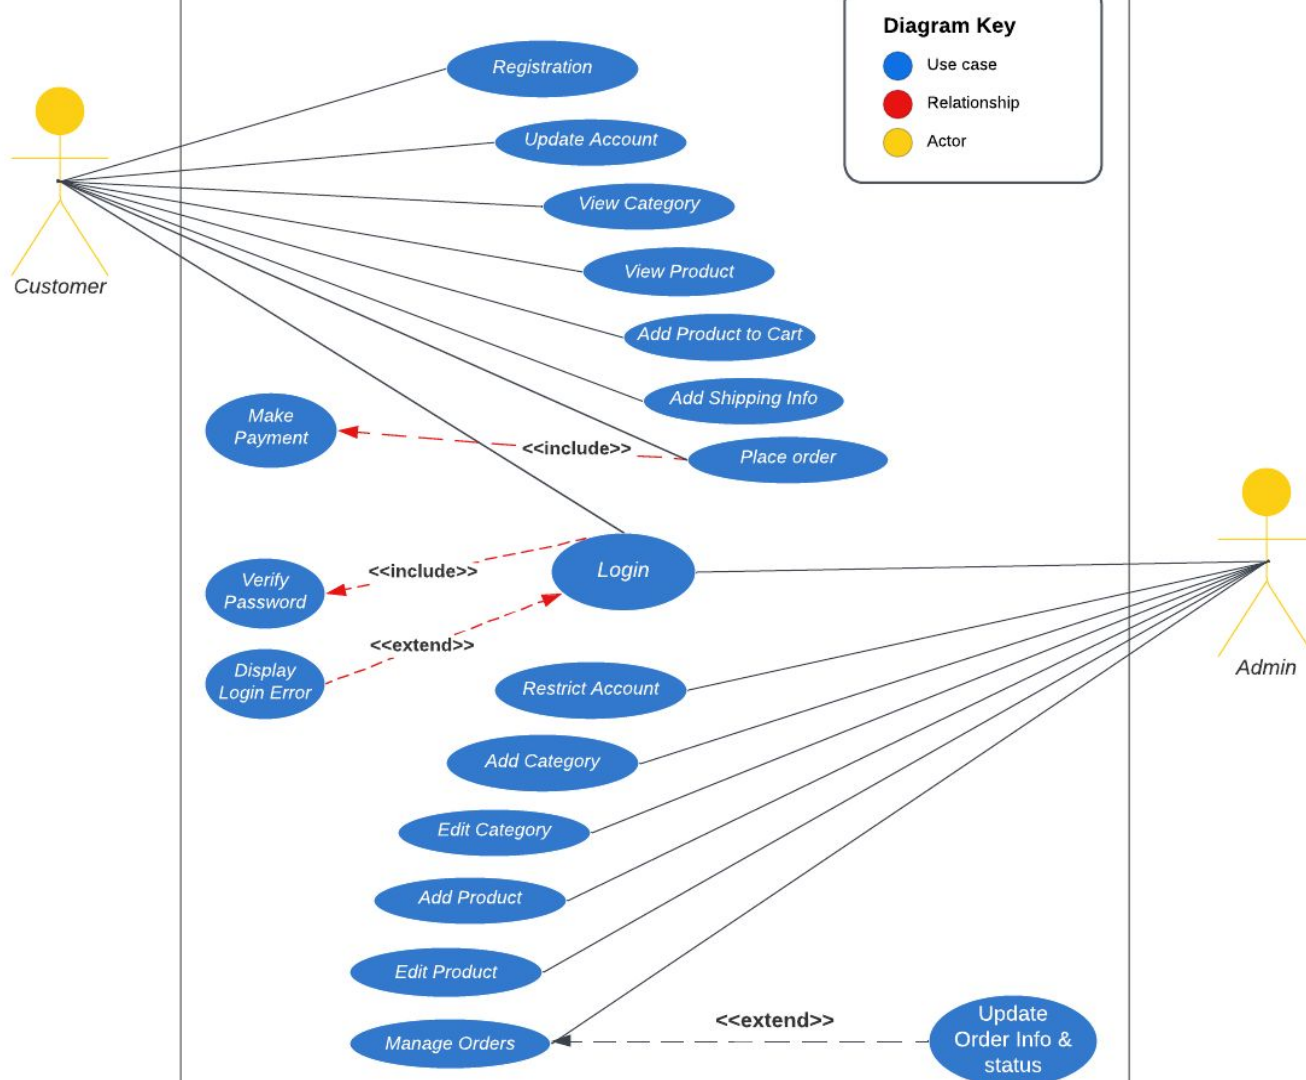 Diagram Key
Use case
Relationship
Actor
Registration
Update Account
View Category
View Product
Customer
Add Product to Cart
Add Shipping Info
Make
Payment
<<include>>
Place order
Login
<<include>>
Verify
Password
<<extend>>
Display
Login Error
Admin
Restrict Account
Add Category
Edit Category
Add Product
Edit Product
Manage Orders
<<extend>>
Update
Order Info &
status